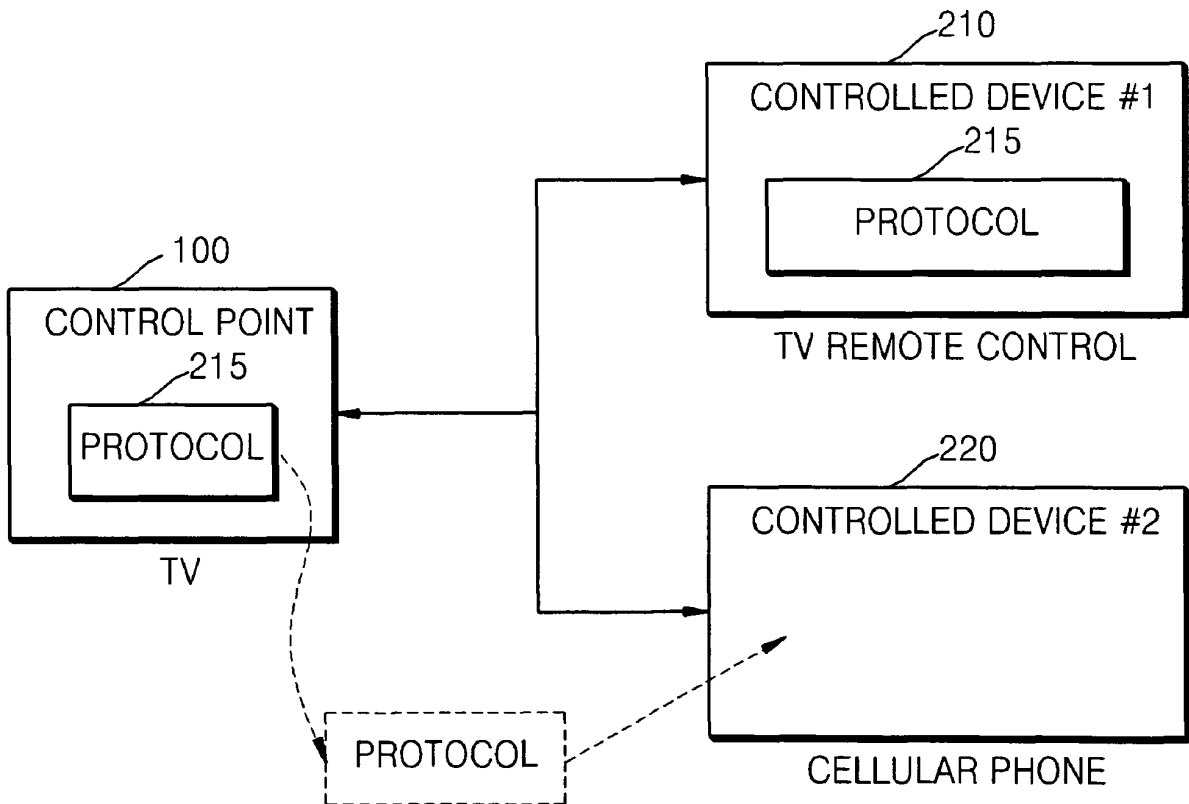 210
CONTROLLED DEVICE #1
215
PROTOCOL
TV REMOTE CONTROL
100
CONTROL POINT
215
PROTOCOL
TV
220
CONTROLLED DEVICE #2
CELLULAR PHONE
PROTOCOL